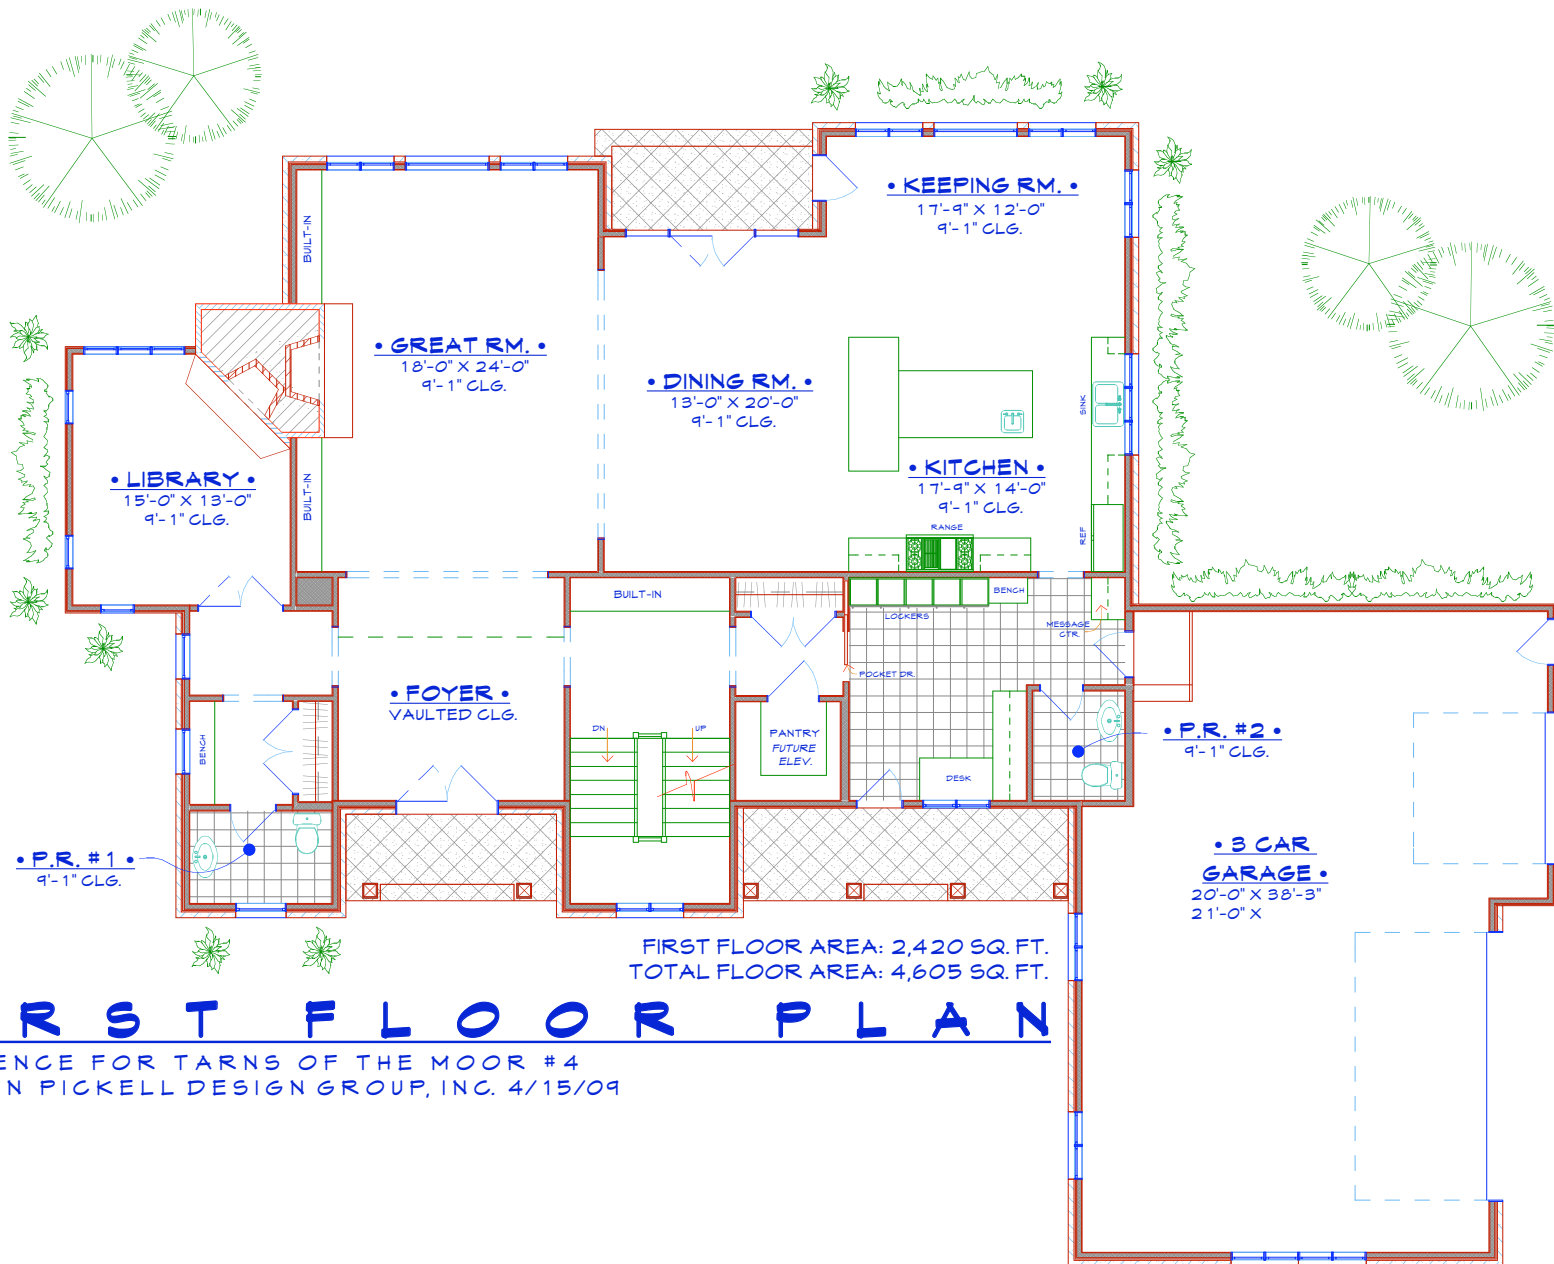 • KEEPING RM. •
17'-9" X 12'-0"
9'-1" CLG.
BUILT-IN
• GREAT RM. •
18'-0" X 24'-0"
9'-1" CLG.
• DINING RM. •
13'-0" X 20'-0"
9'-1" CLG.
SINK
• LIBRARY •
15'-0" X 13'-0"
9'-1" CLG.
BUILT-IN
• KITCHEN •
17'-9" X 14'-0"
9'-1" CLG.
RANGE
REF
BUILT-IN
BENCH
LOCKERS
MESSAGE
CTR.
POCKET DR.
• FOYER •
VAULTED CLG.
DN
UP
PANTRY
FUTURE
ELEV.
BENCH
DESK
• P.R. #2 •
9'-1" CLG.
• P.R. #1 •
9'-1" CLG.
• 3 CAR
GARAGE •
20'-0" X 38'-3"
21'-0" X
FIRST FLOOR AREA: 2,420 SQ. FT.
TOTAL FLOOR AREA: 4,605 SQ. FT.
RST FLOOR PLAN
ENCE FOR TARNS OF THE MOOR #4
N PICKELL DESIGN GROUP, INC. 4/15/09